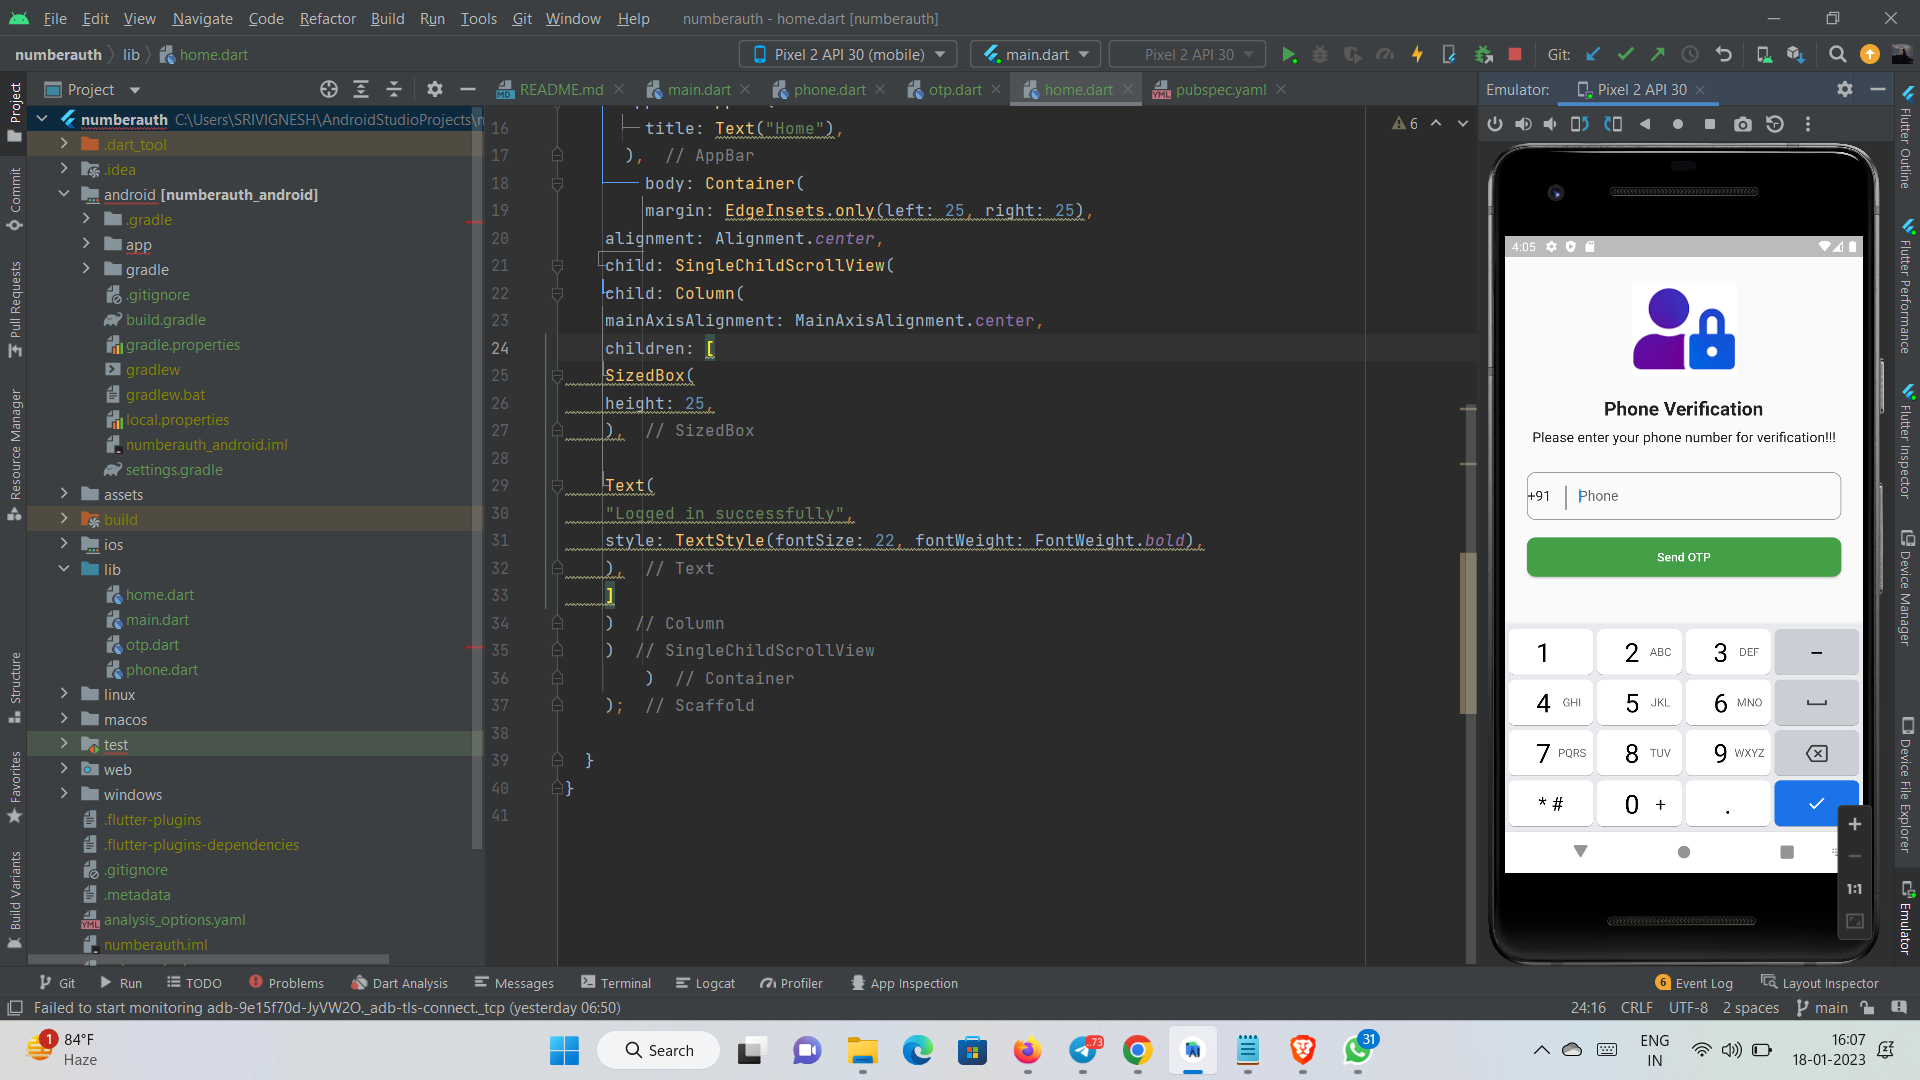 File Edit View Navigate Code Refactor Build Run Tools Git Window Help numberauth - home.dart [numberauth]
numberauth lib home.dart Pixel 2 API 30 (mobile) main.dart Pixel 2 API 30 Git:
Project README.md main.dart phone.dart otp.dart home.dart pubspec.yaml Emulator: Pixel 2 API 30
numberauth C:\Users\SRIVIGNESH\AndroidStudioProjects\n
.dart_tool
.idea
android [numberauth_android]
.gradle
app
gradle
.gitignore
build.gradle
gradle.properties
gradlew
gradlew.bat
local.properties
numberauth_android.iml
settings.gradle
assets
build
ios
lib
home.dart
main.dart
otp.dart
phone.dart
linux
macos
test
web
windows
.flutter-plugins
.flutter-plugins-dependencies
.gitignore
.metadata
analysis_options.yaml
numberauth.iml
Project
Commit
Pull Requests
Resource Manager
Structure
Favorites
Build Variants
6
16 title: Text("Home"),
17 ), // AppBar
18 body: Container(
19 margin: EdgeInsets.only(left: 25, right: 25),
20 alignment: Alignment.center,
21 child: SingleChildScrollView(
22 child: Column(
23 mainAxisAlignment: MainAxisAlignment.center,
24 children: [
25 SizedBox(
26 height: 25,
27 ), // SizedBox
28
29 Text(
30 "Logged in successfully",
31 style: TextStyle(fontSize: 22, fontWeight: FontWeight.bold),
32 ), // Text
33 ]
34 ) // Column
35 ) // SingleChildScrollView
36 ) // Container
37 ); // Scaffold
38
39 }
40 }
41
4:05
Phone Verification
Please enter your phone number for verification!!!
+91 Phone
Send OTP
1 2 ABC 3 DEF −
4 GHI 5 JKL 6 MNO
7 PQRS 8 TUV 9 WXYZ
* # 0 + .
1:1
Flutter Outline
Flutter Performance
Flutter Inspector
Device Manager
Device File Explorer
Emulator
Git Run TODO Problems Dart Analysis Messages Terminal Logcat Profiler App Inspection 6 Event Log Layout Inspector
Failed to start monitoring adb-9e15f70d-JyVW2O._adb-tls-connect._tcp (yesterday 06:50) 24:16 CRLF UTF-8 2 spaces main
1 84°F
Haze
Search
73
31
ENG
IN
16:07
18-01-2023